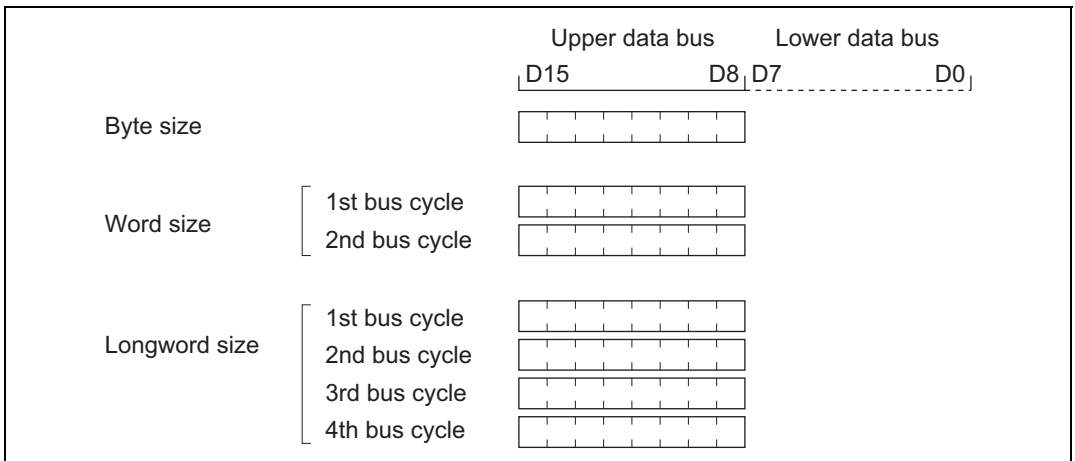 Upper data bus Lower data bus
D15 D8 D7 D0
Byte size
Word size
1st bus cycle
2nd bus cycle
Longword size
1st bus cycle
2nd bus cycle
3rd bus cycle
4th bus cycle